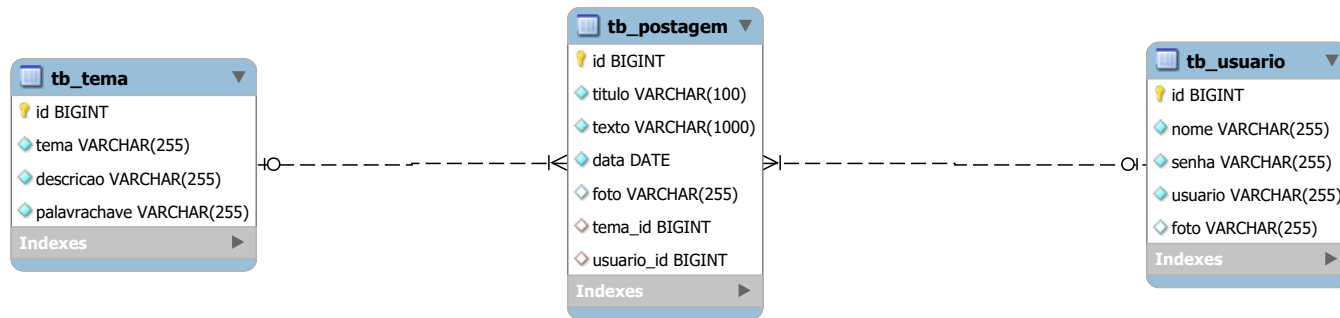 tb_tema
id BIGINT
tema VARCHAR(255)
descricao VARCHAR(255)
palavrachave VARCHAR(255)
Indexes
tb_postagem
id BIGINT
titulo VARCHAR(100)
texto VARCHAR(1000)
data DATE
foto VARCHAR(255)
tema_id BIGINT
usuario_id BIGINT
Indexes
tb_usuario
id BIGINT
nome VARCHAR(255)
senha VARCHAR(255)
usuario VARCHAR(255)
foto VARCHAR(255)
Indexes